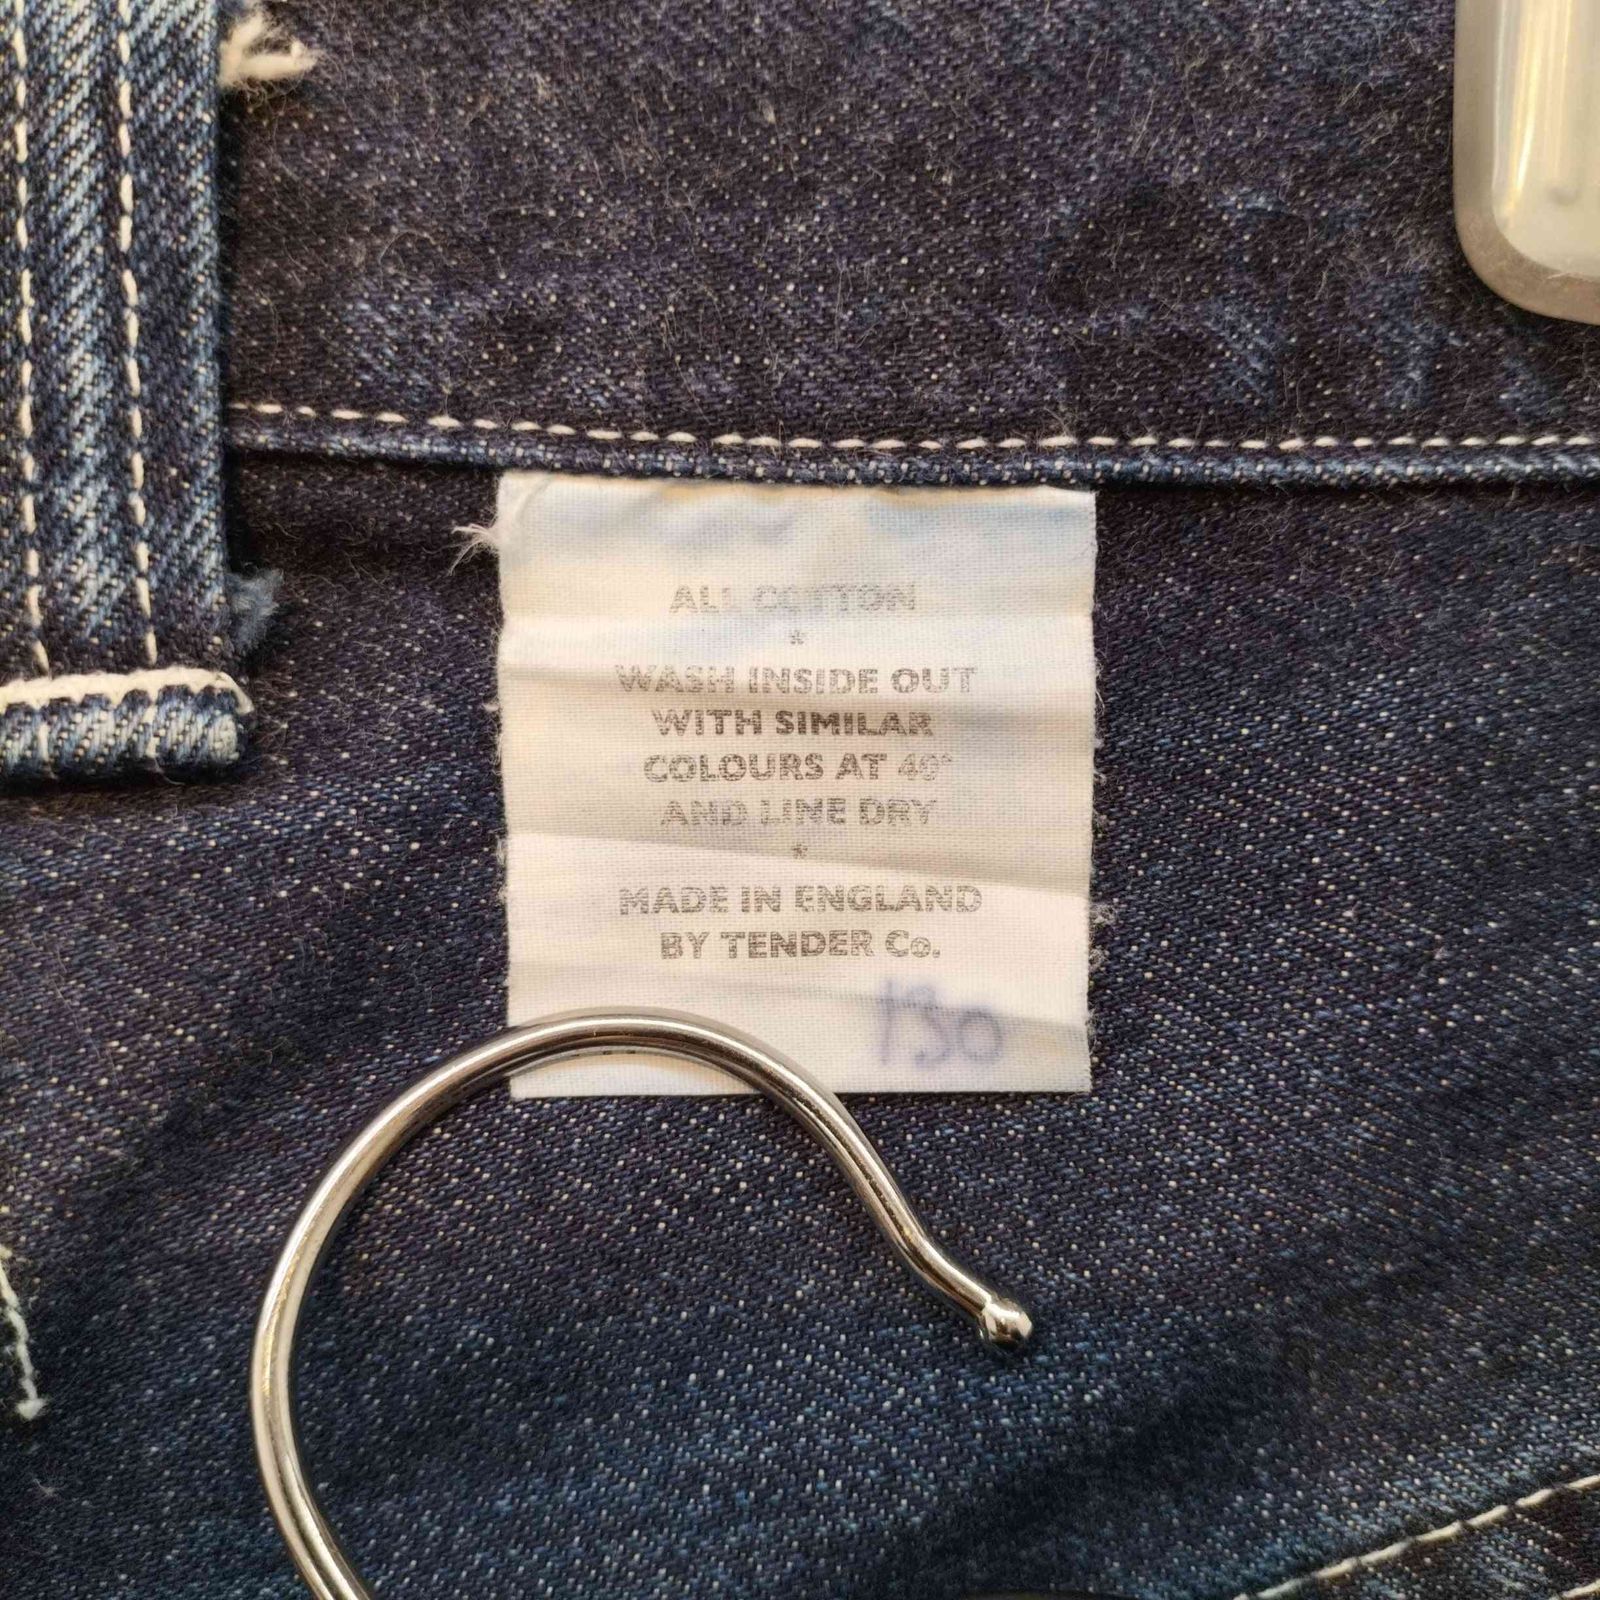 ALL COTTON
*
WASH INSIDE OUT
WITH SIMILAR
COLOURS AT 40°
AND LINE DRY
*
MADE IN ENGLAND
BY TENDER Co.
130